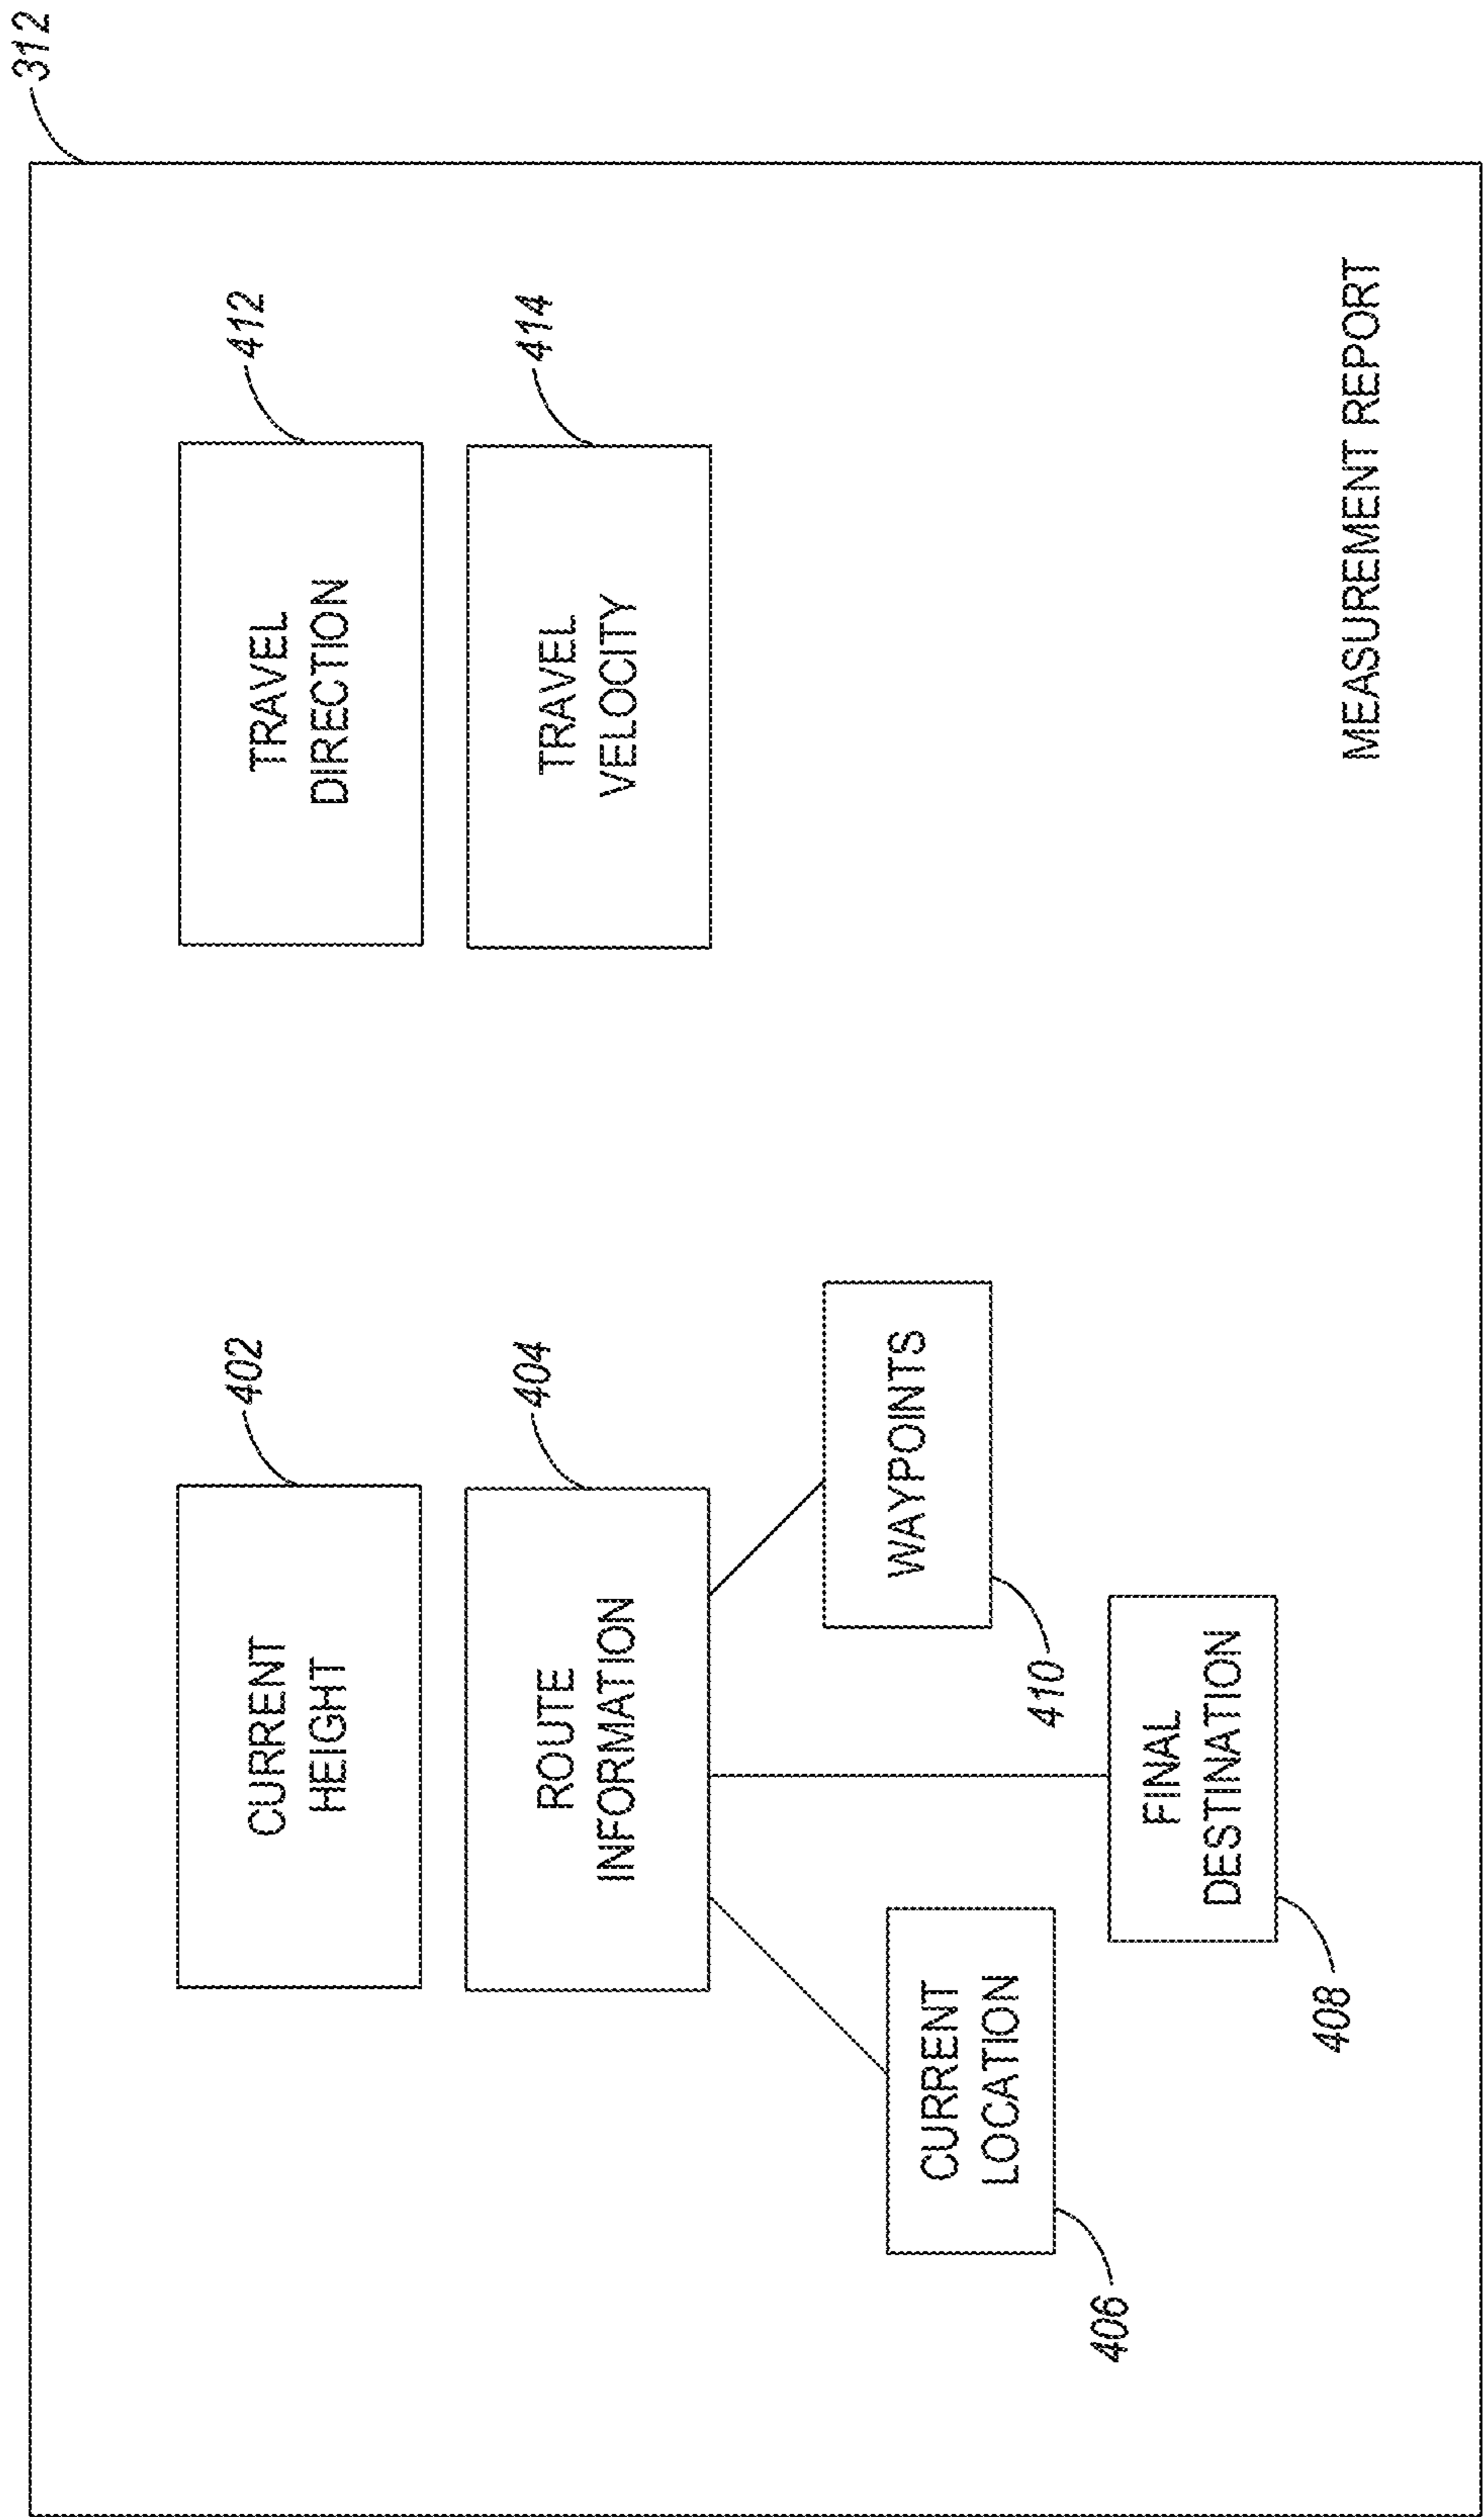 312
402
CURRENT
HEIGHT
412
TRAVEL
DIRECTION
404
ROUTE
INFORMATION
414
TRAVEL
VELOCITY
CURRENT
LOCATION
406
FINAL
DESTINATION
408
WAYPOINTS
410
MEASUREMENT REPORT